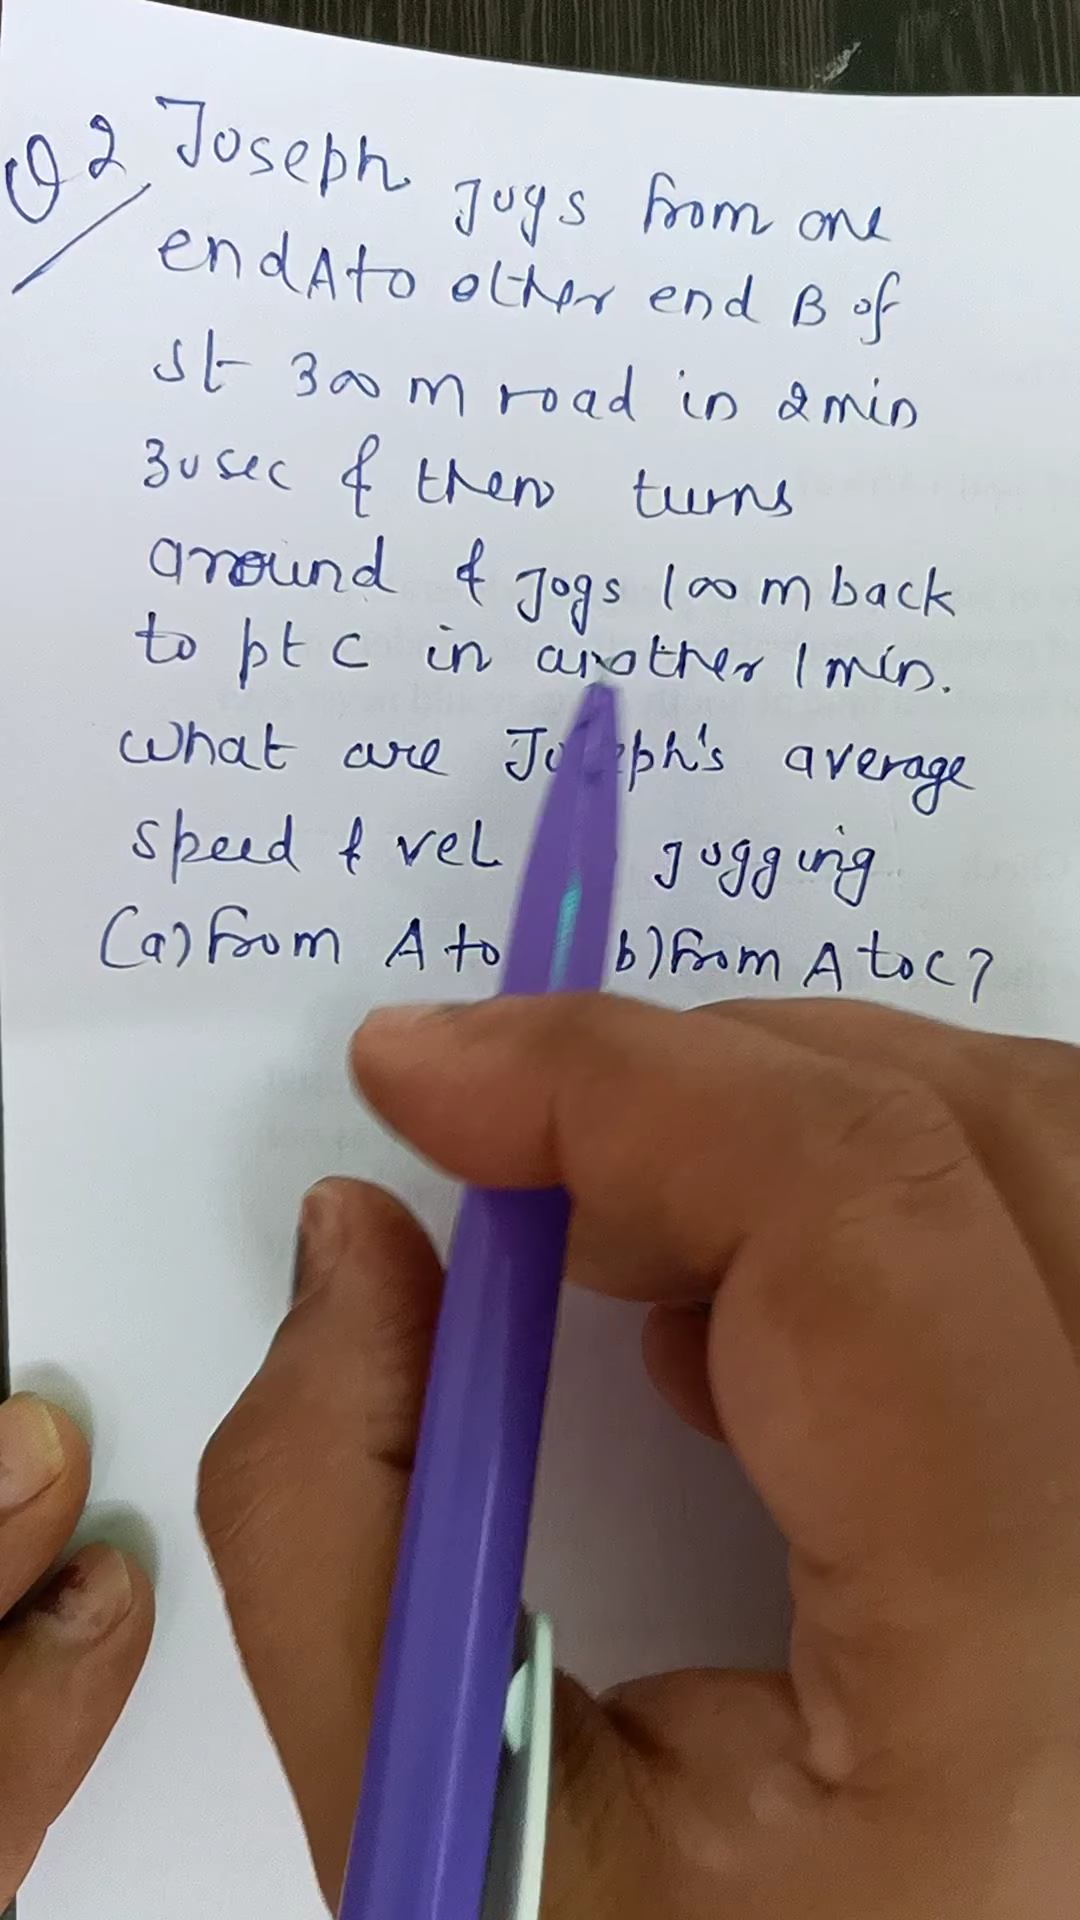 Q2 Joseph Jogs from one
end A to other end B of
st 300 m road in 2 min
30 sec & then turns
around & Jogs 100 m back
to pt C in another 1 min.
What are Joseph's average
speed & vel jogging
(a) from A to b) from A to C?